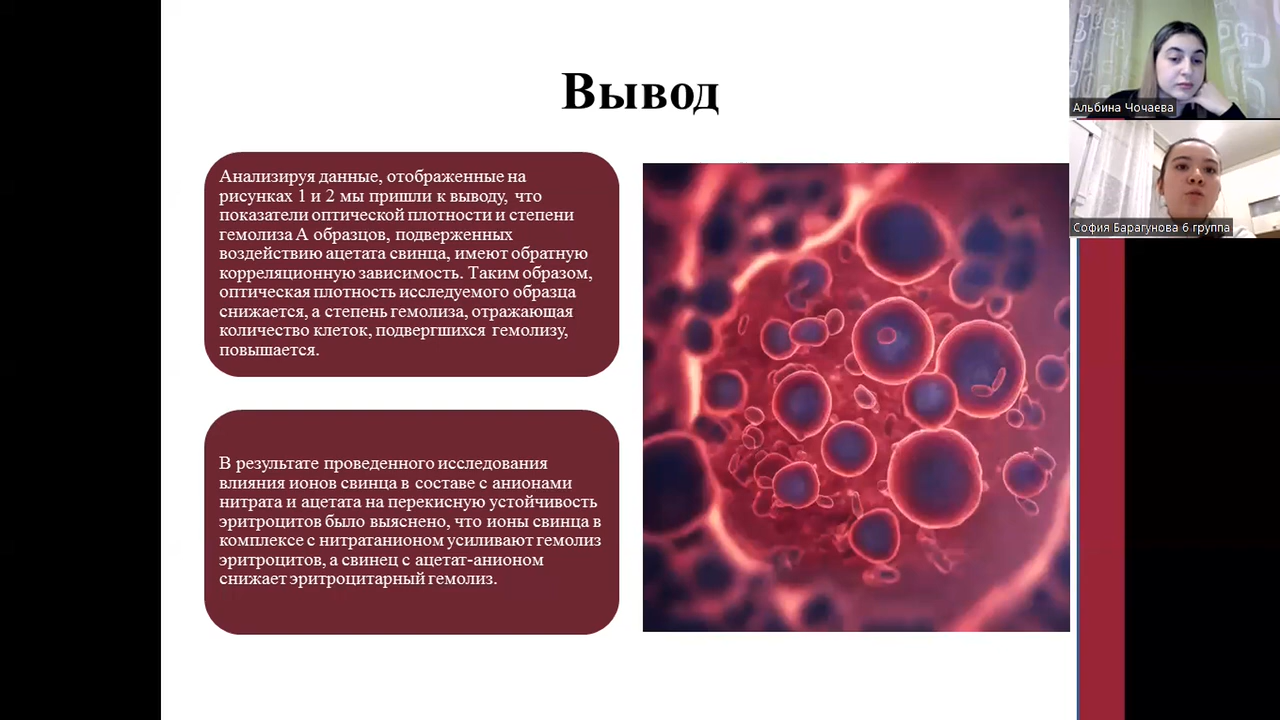 Вывод
Анализируя данные, отображенные на
рисунках 1 и 2 мы пришли к выводу, что
показатели оптической плотности и степени
гемолиза А образцов, подверженных
воздействию ацетата свинца, имеют обратную
корреляционную зависимость. Таким образом,
оптическая плотность исследуемого образца
снижается, а степень гемолиза, отражающая
количество клеток, подвергшихся гемолизу,
повышается.
В результате проведенного исследования
влияния ионов свинца в составе с анионами
нитрата и ацетата на перекисную устойчивость
эритроцитов было выяснено, что ионы свинца в
комплексе с нитратанионом усиливают гемолиз
эритроцитов, а свинец с ацетат-анионом
снижает эритроцитарный гемолиз.
Альбина Чочаева
София Барагунова 6 группа